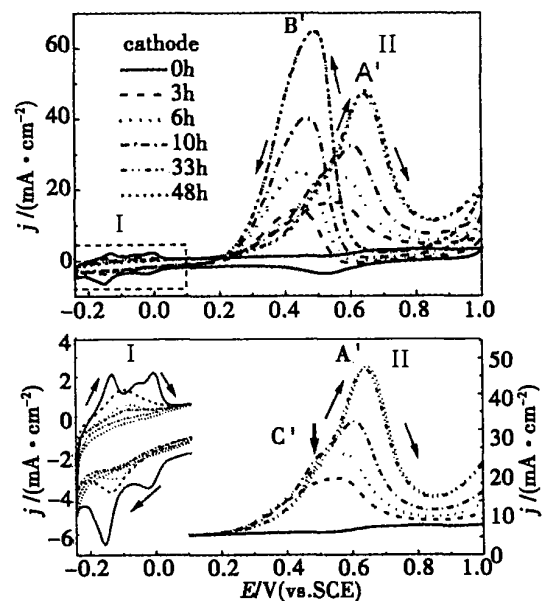 B'
II
A'
cathode
0h
3h
6h
10h
33h
48h
I
j /(mA • cm⁻²)
60
40
20
0
-0.2 0.0 0.2 0.4 0.6 0.8 1.0
I
A'
II
C'
j /(mA • cm⁻²)
4
2
0
-2
-4
-6
50
40
30
20
10
0
j /(mA • cm⁻²)
-0.2 0.0 0.2 0.4 0.6 0.8 1.0
E/V(vs.SCE)